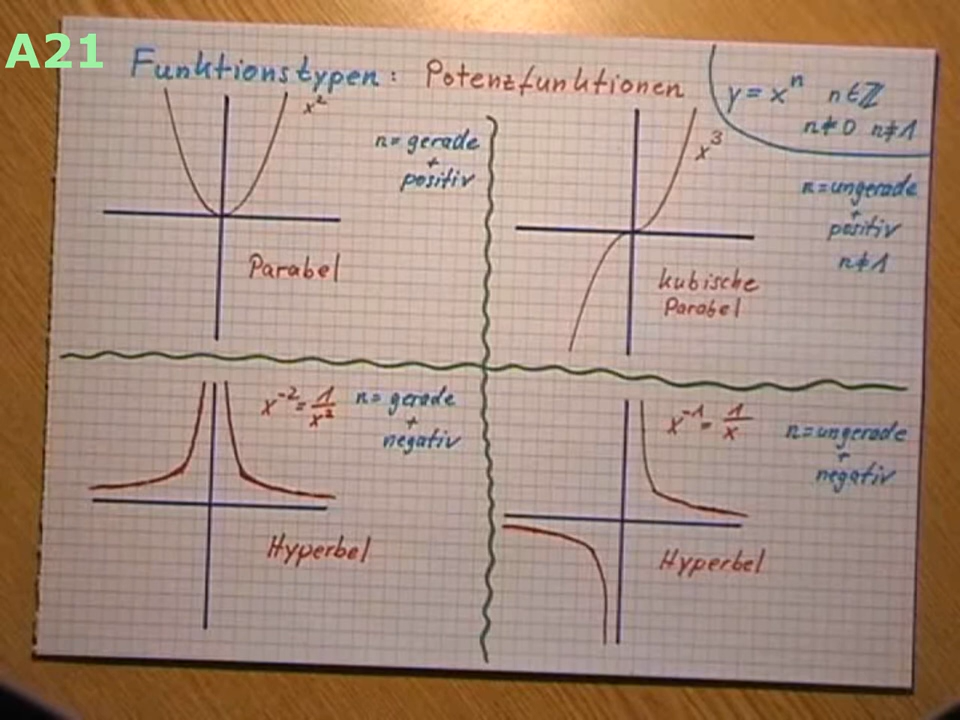 A21
Funktionstypen: Potenzfunktionen
y = xⁿ n ∈ ℤ
n ≠ 0 n ≠ 1
x²
n = gerade
+
positiv
Parabel
x³
n = ungerade
+
positiv
n ≠ 1
kubische
Parabel
x⁻² = 1/x²
n = gerade
+
negativ
Hyperbel
x⁻¹ = 1/x
n = ungerade
+
negativ
Hyperbel